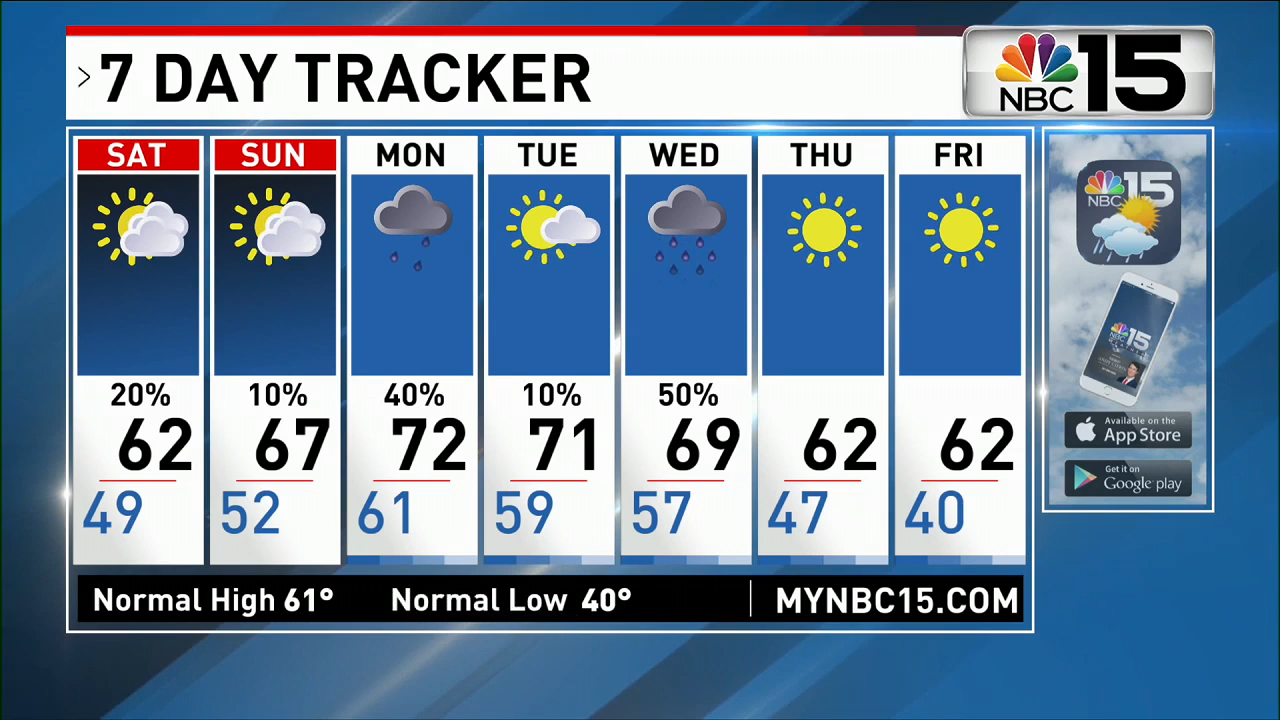 > 7 DAY TRACKER
NBC 15
SAT SUN MON TUE WED THU FRI
20% 10% 40% 10% 50%
62 67 72 71 69 62 62
49 52 61 59 57 47 40
Normal High 61° Normal Low 40° MYNBC15.COM
NBC 15
NBC 15
Available on the
App Store
Get it on
Google play